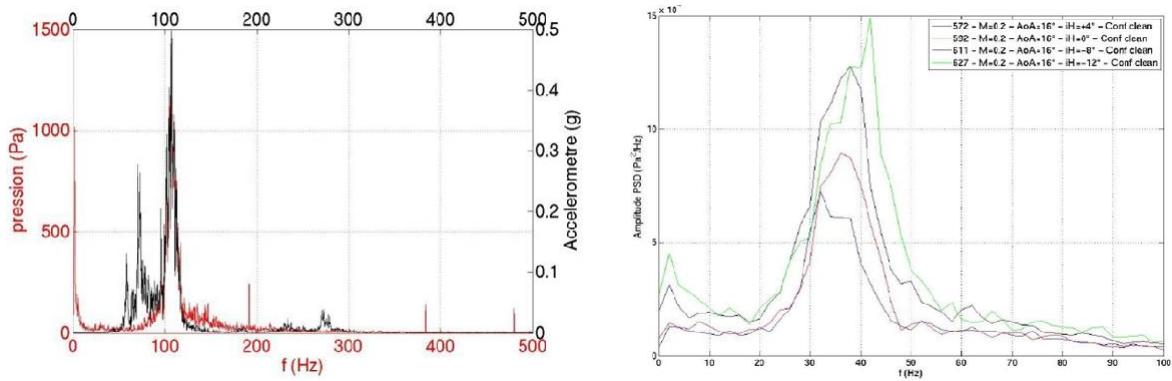 0 100 200 300 400 500
1500
1000
500
0
pression (Pa)
0.5
0.4
0.3
0.2
0.1
0
Accelerometre (g)
0 100 200 300 400 500
f (Hz)
15
10
5
0
Amplitude PSD (Pa²/Hz)
572 – M=0.2 – AoA=16° – iH=+4° – Conf clean
592 – M=0.2 – AoA=16° – iH=0° – Conf clean
611 – M=0.2 – AoA=16° – iH=–8° – Conf clean
627 – M=0.2 – AoA=16° – iH=–12° – Conf clean
0 10 20 30 40 50 60 70 80 90 100
f (Hz)